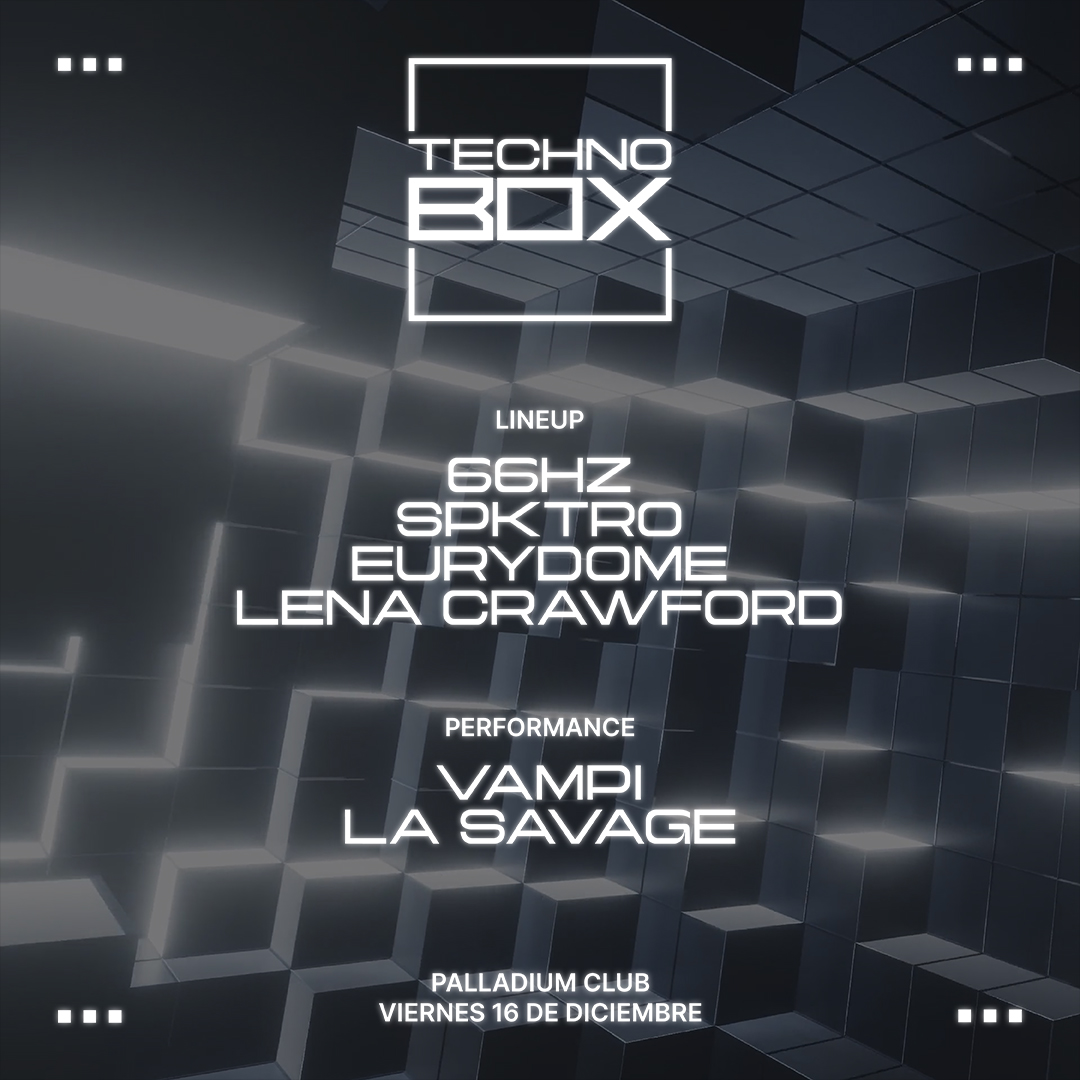 TECHNO
BOX
LINEUP
66HZ
SPKTRO
EURYDOME
LENA CRAWFORD
PERFORMANCE
VAMPI
LA SAVAGE
PALLADIUM CLUB
VIERNES 16 DE DICIEMBRE